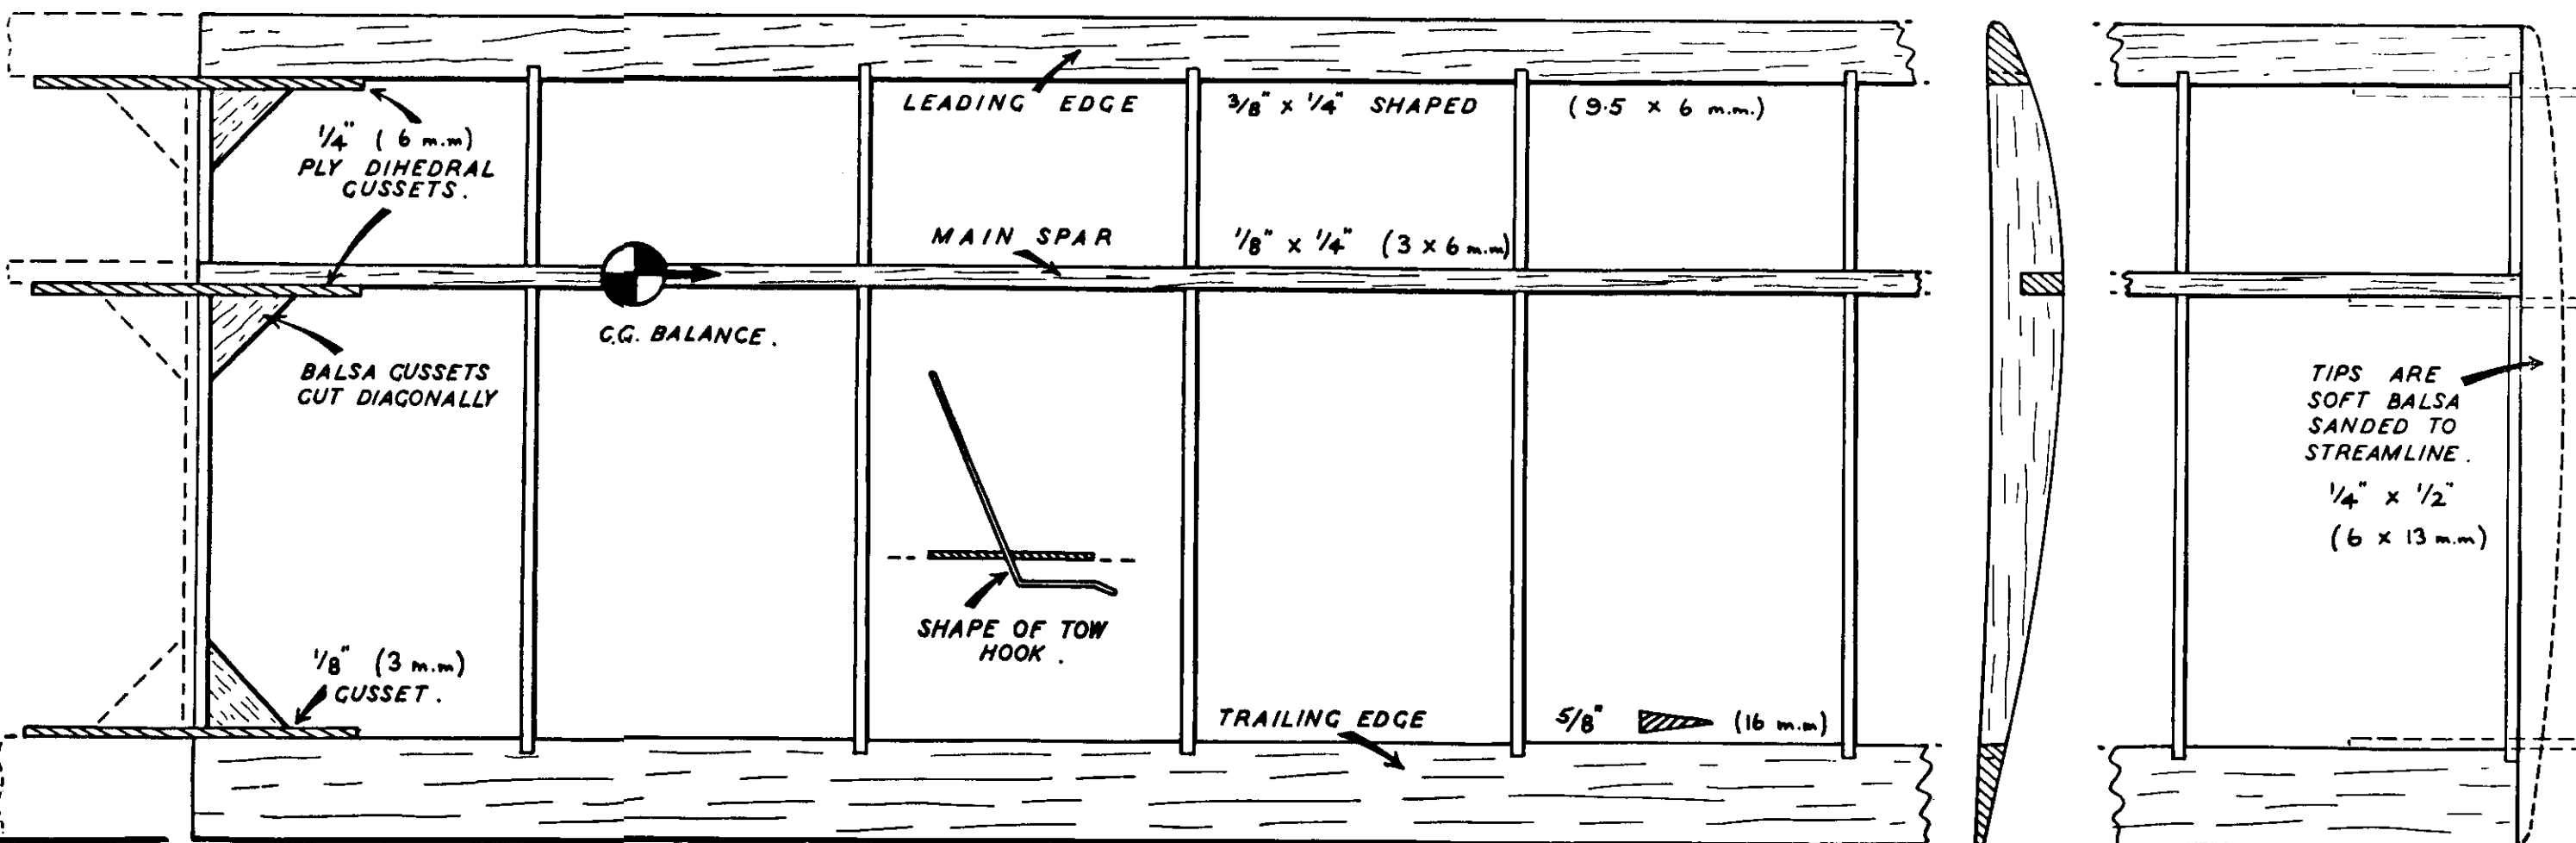 LEADING EDGE 3/8" x 1/4" SHAPED (9·5 x 6 m.m.)
1/4" (6 m.m)
PLY DIHEDRAL
GUSSETS.
MAIN SPAR 1/8" x 1/4" (3 x 6 m.m)
C.G. BALANCE.
BALSA GUSSETS
CUT DIAGONALLY
SHAPE OF TOW
HOOK.
1/8" (3 m.m)
GUSSET.
TRAILING EDGE 5/8" (16 m.m)
TIPS ARE
SOFT BALSA
SANDED TO
STREAMLINE.
1/4" x 1/2"
(6 x 13 m.m)